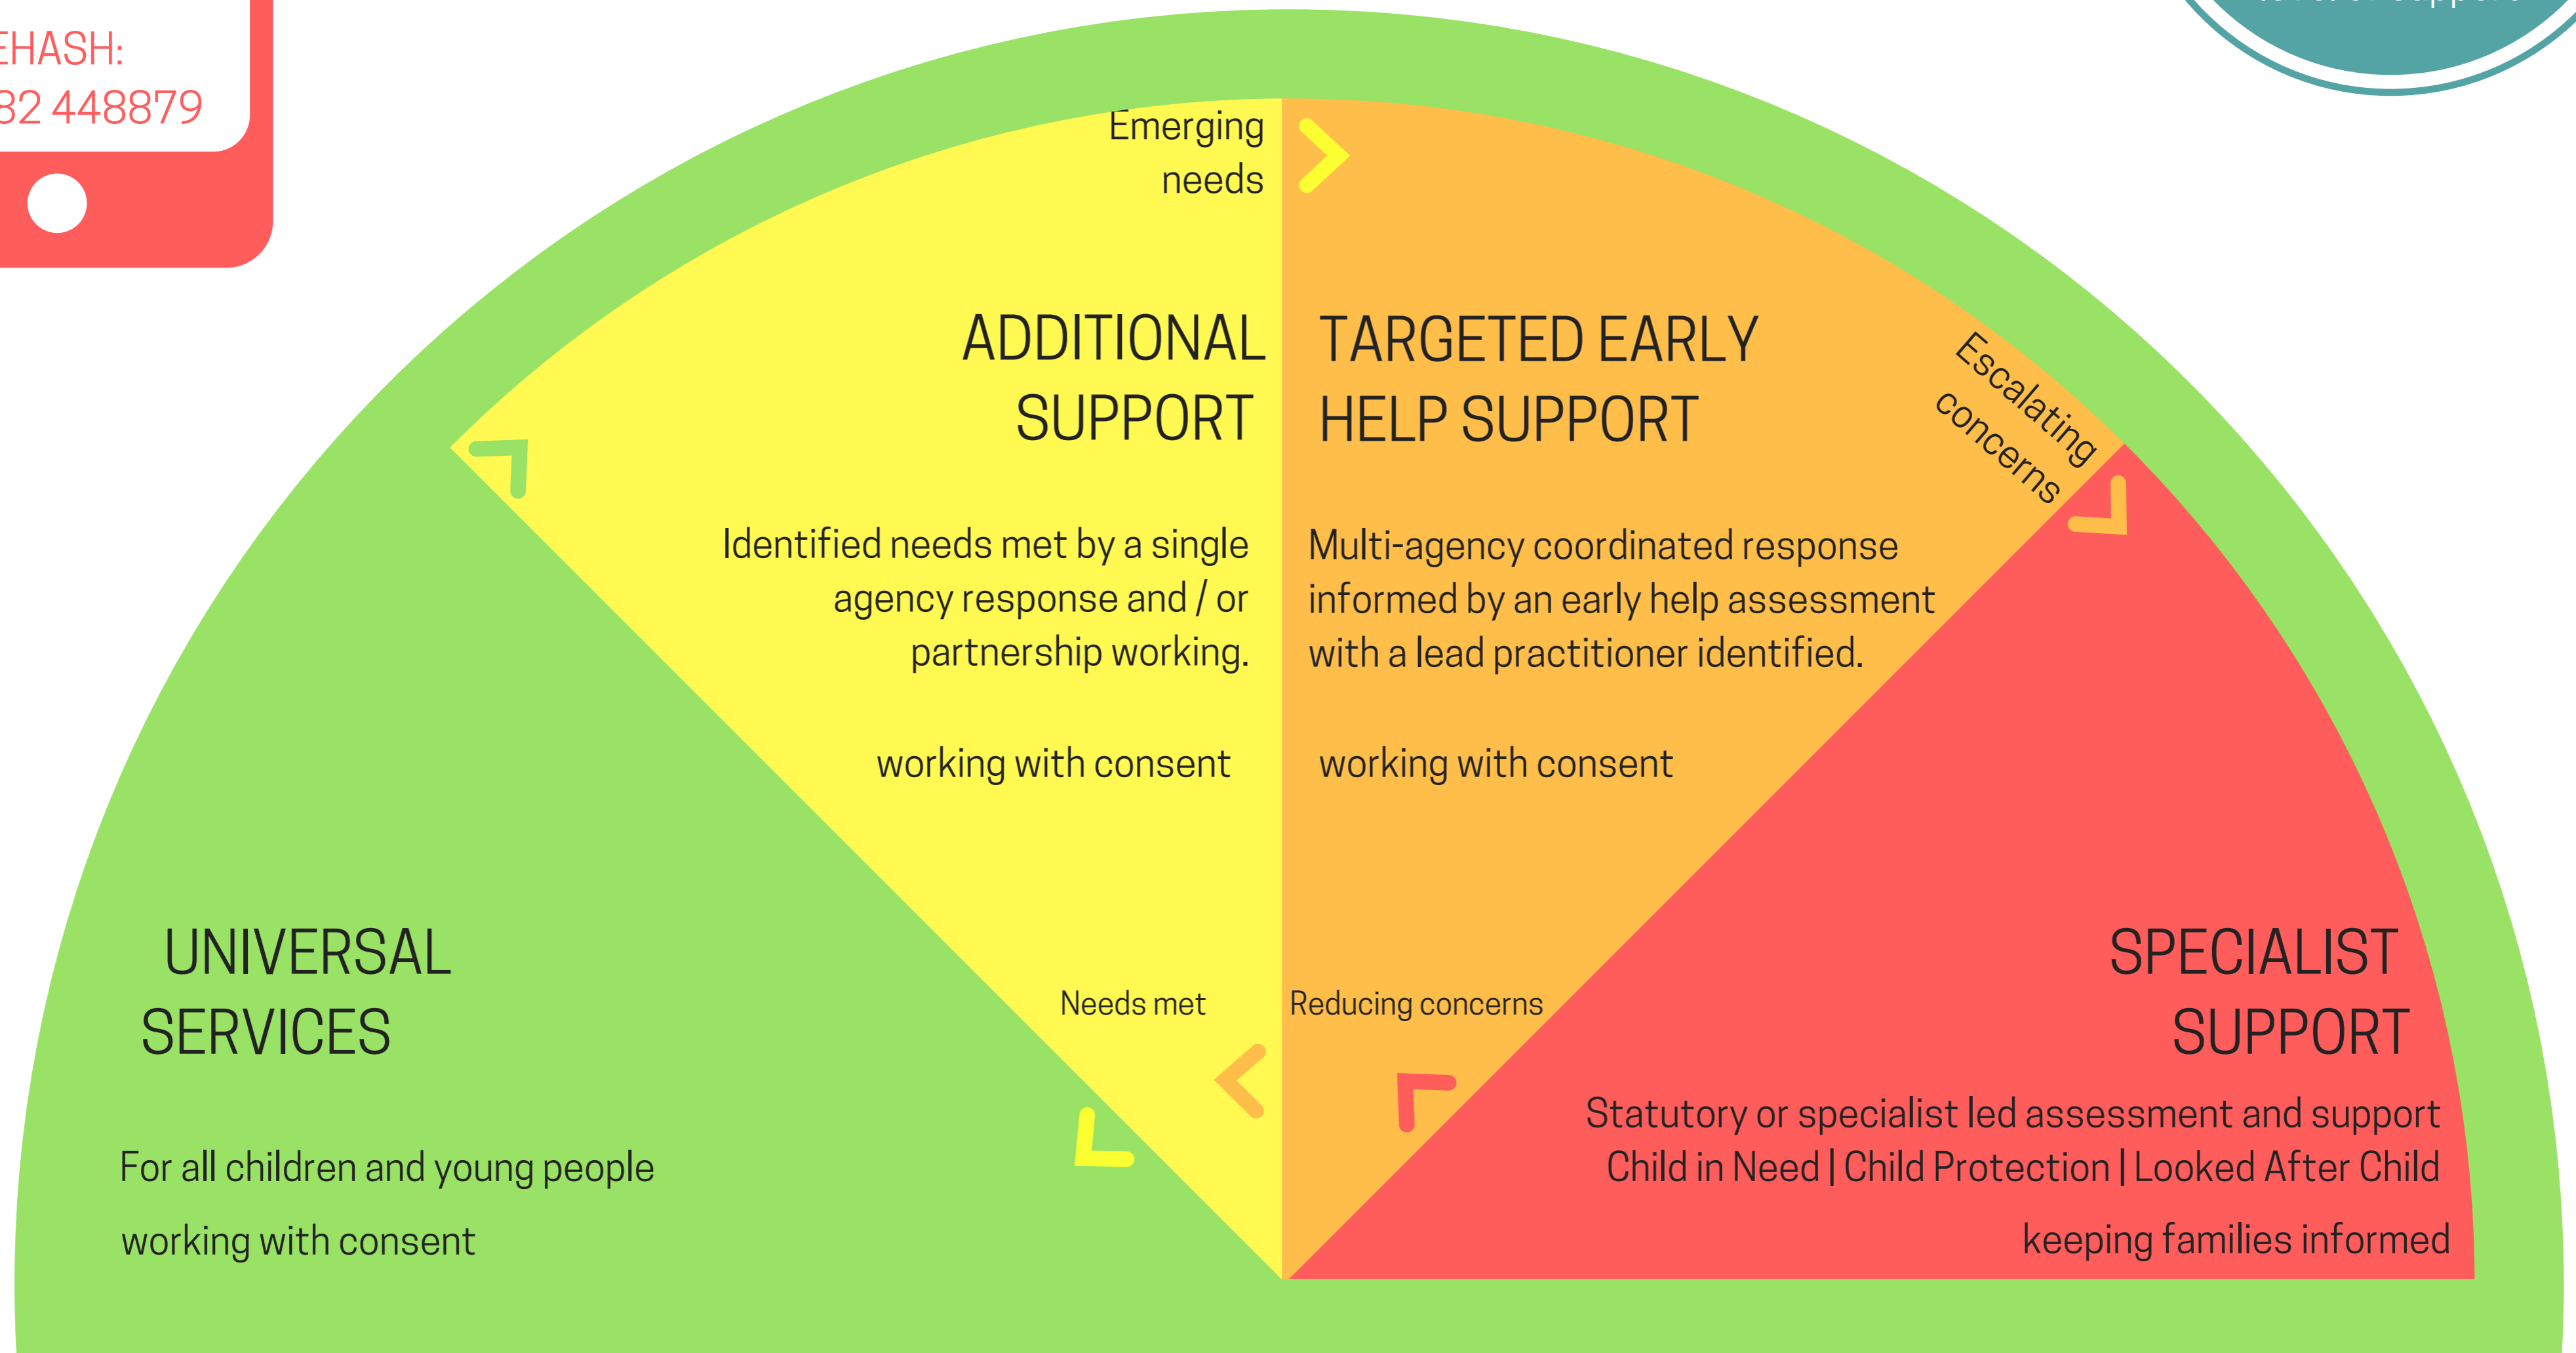 82 448879
Emerging
needs
ADDITIONAL
SUPPORT
Identified needs met by a single
agency response and / or
partnership working.
working with consent
TARGETED EARLY
HELP SUPPORT
Multi-agency coordinated response
informed by an early help assessment
with a lead practitioner identified.
working with consent
Escalating
concerns
UNIVERSAL
SERVICES
For all children and young people
working with consent
Needs met
Reducing concerns
SPECIALIST
SUPPORT
Statutory or specialist led assessment and support
Child in Need | Child Protection | Looked After Child
keeping families informed